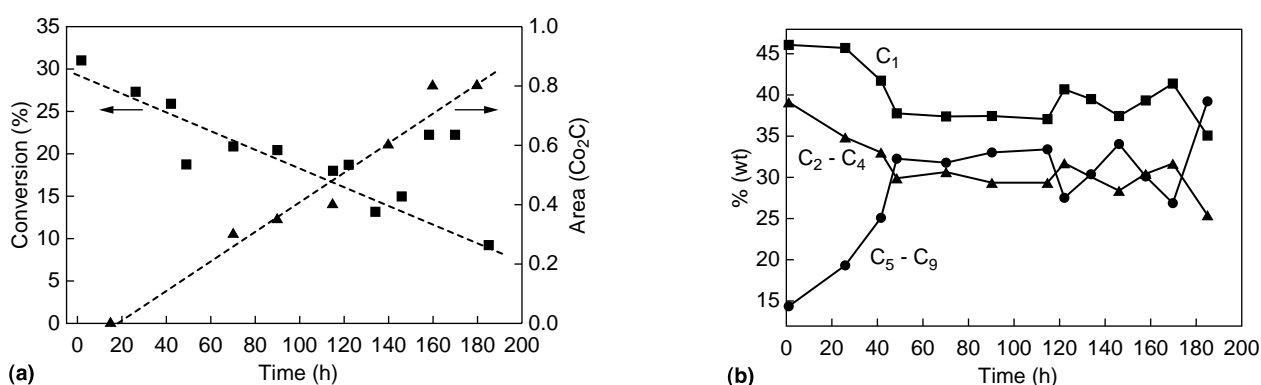 35
30
25
20
15
10
5
0
Conversion (%)
1.0
0.8
0.6
0.4
0.2
0.0
Area (Co₂C)
0 20 40 60 80 100 120 140 160 180 200
Time (h)
(a)
45
40
35
30
25
20
15
% (wt)
C₁
C₂ - C₄
C₅ - C₉
0 20 40 60 80 100 120 140 160 180 200
Time (h)
(b)